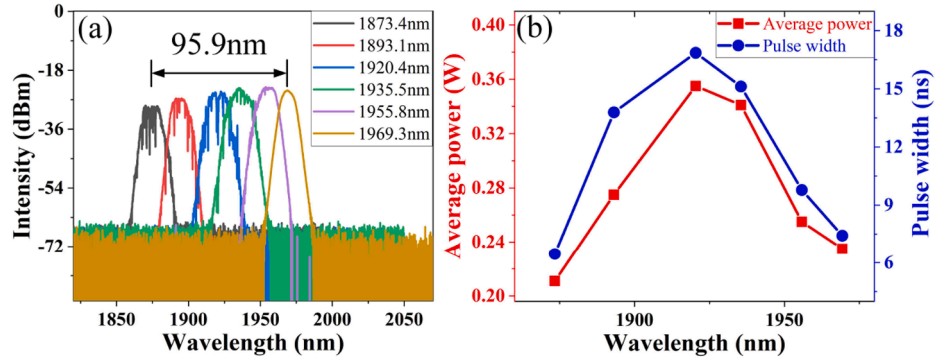 (a)
95.9nm
1873.4nm
1893.1nm
1920.4nm
1935.5nm
1955.8nm
1969.3nm
Intensity (dBm)
0
-18
-36
-54
-72
1850 1900 1950 2000 2050
Wavelength (nm)
(b)
Average power
Pulse width
Average power (W)
0.40
0.36
0.32
0.28
0.24
0.20
Pulse width (ns)
18
15
12
9
6
1900 1950
Wavelength (nm)